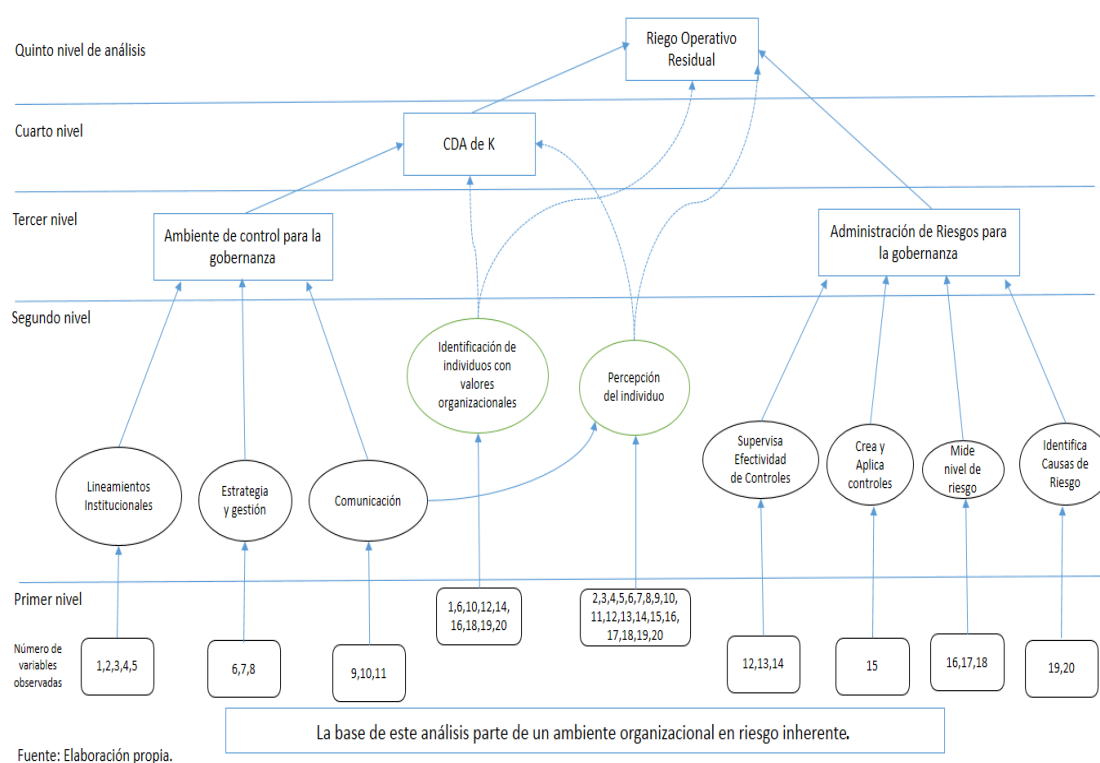 Quinto nivel de análisis
Riego Operativo
Residual
Cuarto nivel
CDA de K
Tercer nivel
Ambiente de control para la
gobernanza
Administración de Riesgos para
la gobernanza
Segundo nivel
Identificación de
individuos con
valores
organizacionales
Percepción
del individuo
Lineamientos
Institucionales
Estrategia
y gestión
Comunicación
Supervisa
Efectividad
de Controles
Crea y
Aplica
controles
Mide
nivel de
riesgo
Identifica
Causas de
Riesgo
Primer nivel
Número de
variables
observadas
1,2,3,4,5
6,7,8
9,10,11
1,6,10,12,14,
16,18,19,20
2,3,4,5,6,7,8,9,10,
11,12,13,14,15,16,
17,18,19,20
12,13,14
15
16,17,18
19,20
La base de este análisis parte de un ambiente organizacional en riesgo inherente.
Fuente: Elaboración propia.